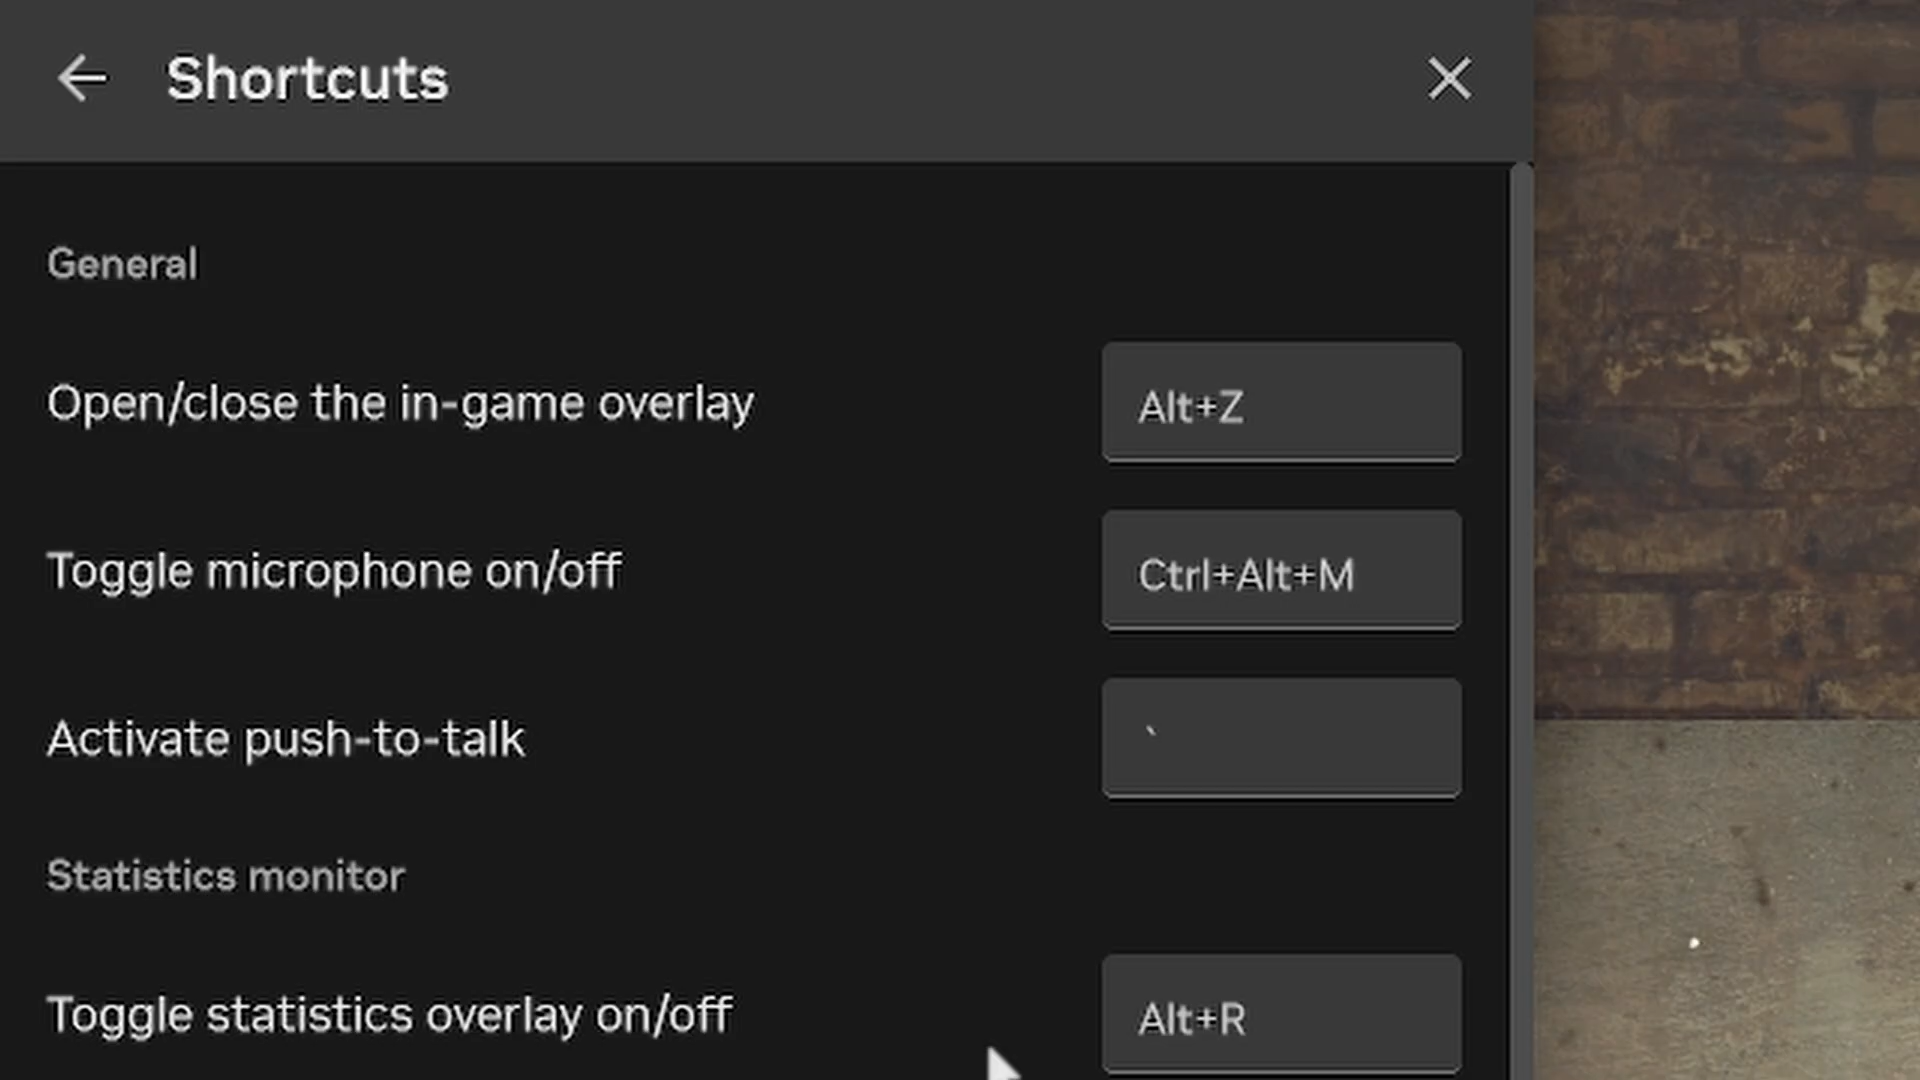 Shortcuts
General
Open/close the in-game overlay
Alt+Z
Toggle microphone on/off
Ctrl+Alt+M
Activate push-to-talk
`
Statistics monitor
Toggle statistics overlay on/off
Alt+R